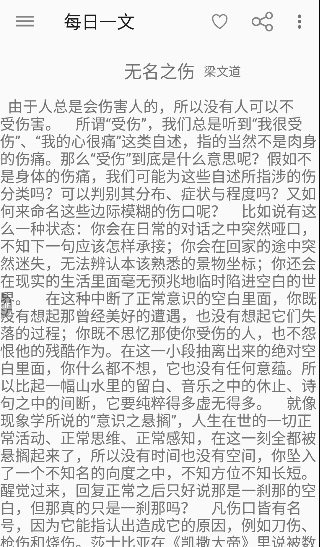 每日一文
无名之伤 梁文道
由于人总是会伤害人的，所以没有人可以不
受伤害。 所谓“受伤”，我们总是听到“我很受
伤”、“我的心很痛”这类自述，指的当然不是肉身
的伤痛。那么“受伤”到底是什么意思呢？假如不
是身体的伤痛，我们可能为这些自述所指涉的伤
分类吗？可以判别其分布、症状与程度吗？又如
何来命名这些边际模糊的伤口呢？ 比如说有这
么一种状态：你会在日常的对话之中突然哑口，
不知下一句应该怎样承接；你会在回家的途中突
然迷失，无法辨认本该熟悉的景物坐标；你还会
在现实的生活里面毫无预兆地临时陷进空白的世
界。 在这种中断了正常意识的空白里面，你既
没有想起那曾经美好的遭遇，也没有想起它们失
落的过程；你既不思忆那使你受伤的人，也不怨
恨他的残酷作为。在这一小段抽离出来的绝对空
白里面，你什么都不想，它也没有任何意蕴。所
以比起一幅山水里的留白、音乐之中的休止、诗
句之中的间断，它要纯粹得多虚无得多。 就像
现象学所说的“意识之悬搁”，人生在世的一切正
常活动、正常思维、正常感知，在这一刻全都被
悬搁起来了，所以没有时间也没有空间，你坠入
了一个不知名的向度之中，不知方位不知长短。
醒觉过来，回复正常之后只好说那是一刹那的空
白，但那真的只是一刹那吗？ 凡伤口皆有名
号，因为它能指认出造成它的原因，例如刀伤、
枪伤和烧伤。莎士比亚在《凯撒大帝》里说被数